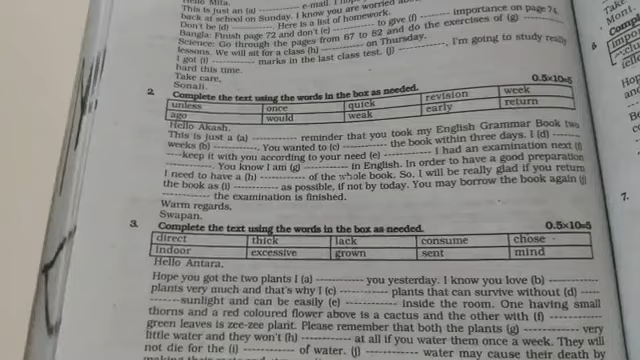 Hello Mita,
This is just an (a) ---------- e-mail. I hope
back at school on Sunday. I know you are worried about
Don't be (d) ---------- Here is a list of homework.
Bangla: Finish page 72 and don't (e) ---------- to give (f) ---------- importance on page 74
Science: Go through the pages from 67 to 82 and do the exercises of (g) ----------
lessons. We will sit for a class (h) ---------- on Thursday.
I got (i) ---------- marks in the last class test. (j) ----------, I'm going to study really
hard this time.
Take care,
Sonali.
2. Complete the text using the words in the box as needed. 0.5×10=5
unless once quick revision week
ago would weak early return
Hello Akash,
This is just a (a) ---------- reminder that you took my English Grammar Book two
weeks (b) ----------. You wanted to (c) ---------- the book within three days. I (d) ----------
---- keep it with you according to your need (e) ---------- I had an examination next (f)
----------. You know I am (g) ---------- in English. In order to have a good preparation
I need to have a (h) ---------- of the whole book. So, I will be really glad if you return
the book as (i) ---------- as possible, if not by today. You may borrow the book again (j)
---------- the examination is finished.
Warm regards,
Swapan.
3. Complete the text using the words in the box as needed. 0.5×10=5
direct thick lack consume chose
indoor excessive grown sent mind
Hello Antara,
Hope you got the two plants I (a) ---------- you yesterday. I know you love (b) ----------
plants very much and that's why I (c) ---------- plants that can survive without (d) -----
------- sunlight and can be easily (e) ---------- inside the room. One having small
thorns and a red coloured flower above is a cactus and the other with (f) ----------
green leaves is zee-zee plant. Please remember that both the plants (g) ---------- very
little water and they won't (h) ---------- at all if you water them once a week. They will
not die for the (i) ---------- of water. (j) ---------- water may cause their death by
6
7.